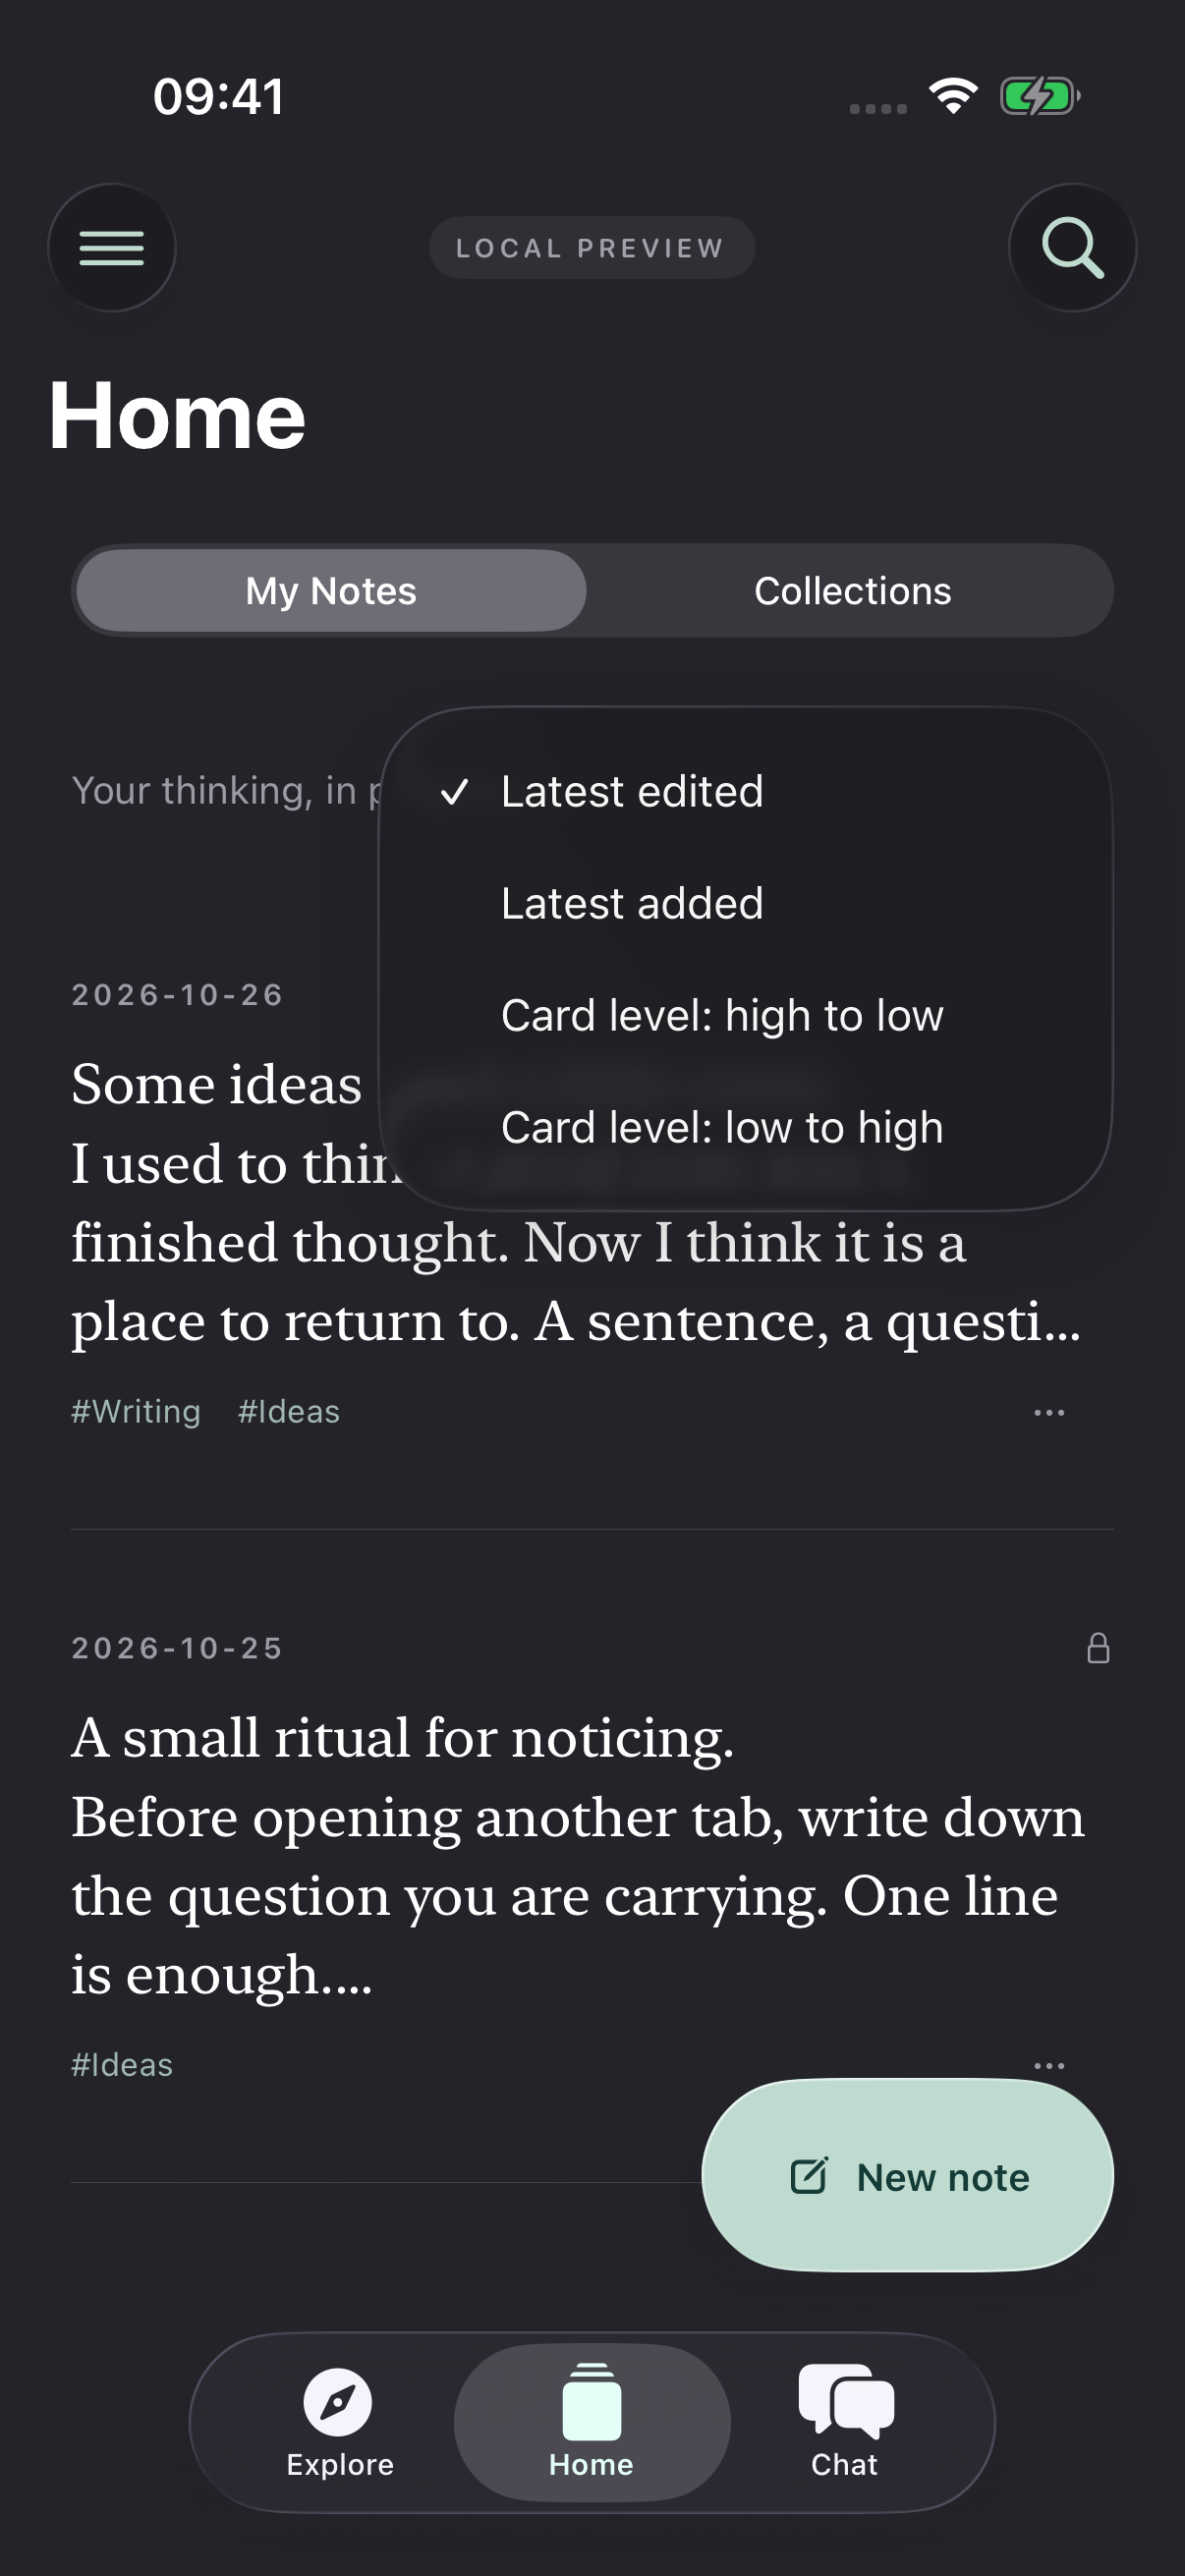 09:41
LOCAL PREVIEW
Home
My Notes
Collections
Your thinking, in
Latest edited
Latest added
Card level: high to low
Card level: low to high
2026-10-26
Some ideas
I used to thin
finished thought. Now I think it is a
place to return to. A sentence, a questi...
#Writing #Ideas
2026-10-25
A small ritual for noticing.
Before opening another tab, write down
the question you are carrying. One line
is enough....
#Ideas
New note
Explore
Home
Chat